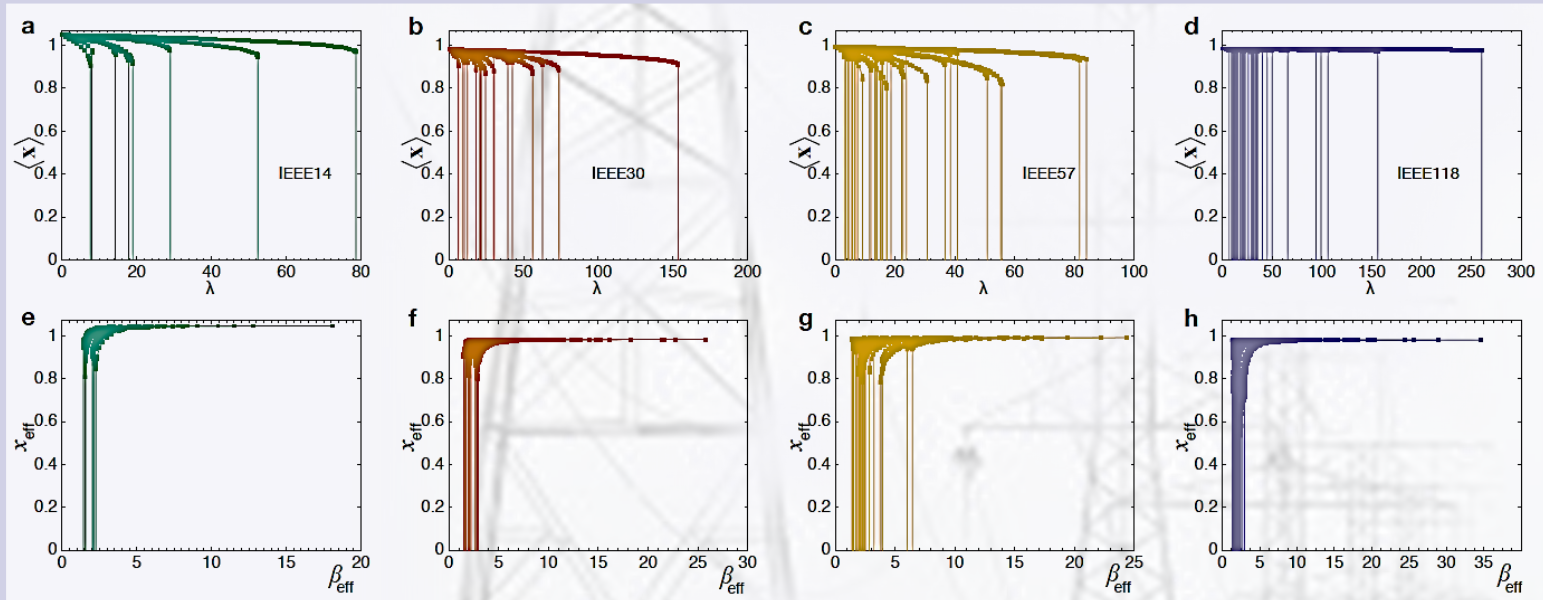 a
1
0.8
0.6
0.4
0.2
0
⟨x⟩
IEEE14
0 20 40 60 80
λ
b
1
0.8
0.6
0.4
0.2
0
⟨x⟩
IEEE30
0 50 100 150 200
λ
c
1
0.8
0.6
0.4
0.2
0
⟨x⟩
IEEE57
0 20 40 60 80 100
λ
d
1
0.8
0.6
0.4
0.2
0
⟨x⟩
IEEE118
0 50 100 150 200 250 300
λ
e
1
0.8
0.6
0.4
0.2
0
xeff
0 5 10 15 20
βeff
f
1
0.8
0.6
0.4
0.2
0
xeff
0 5 10 15 20 25 30
βeff
g
1
0.8
0.6
0.4
0.2
0
xeff
0 5 10 15 20 25
βeff
h
1
0.8
0.6
0.4
0.2
0
xeff
0 5 10 15 20 25 30 35
βeff